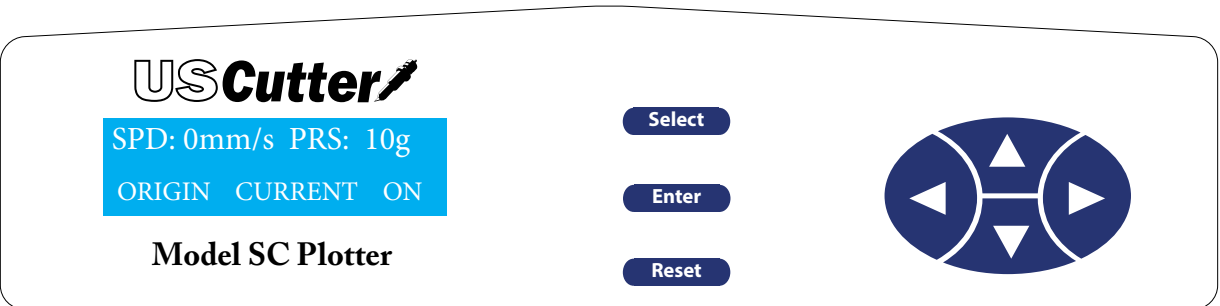 USCutter
SPD: 0mm/s PRS: 10g
ORIGIN CURRENT ON
Model SC Plotter
Select
Enter
Reset